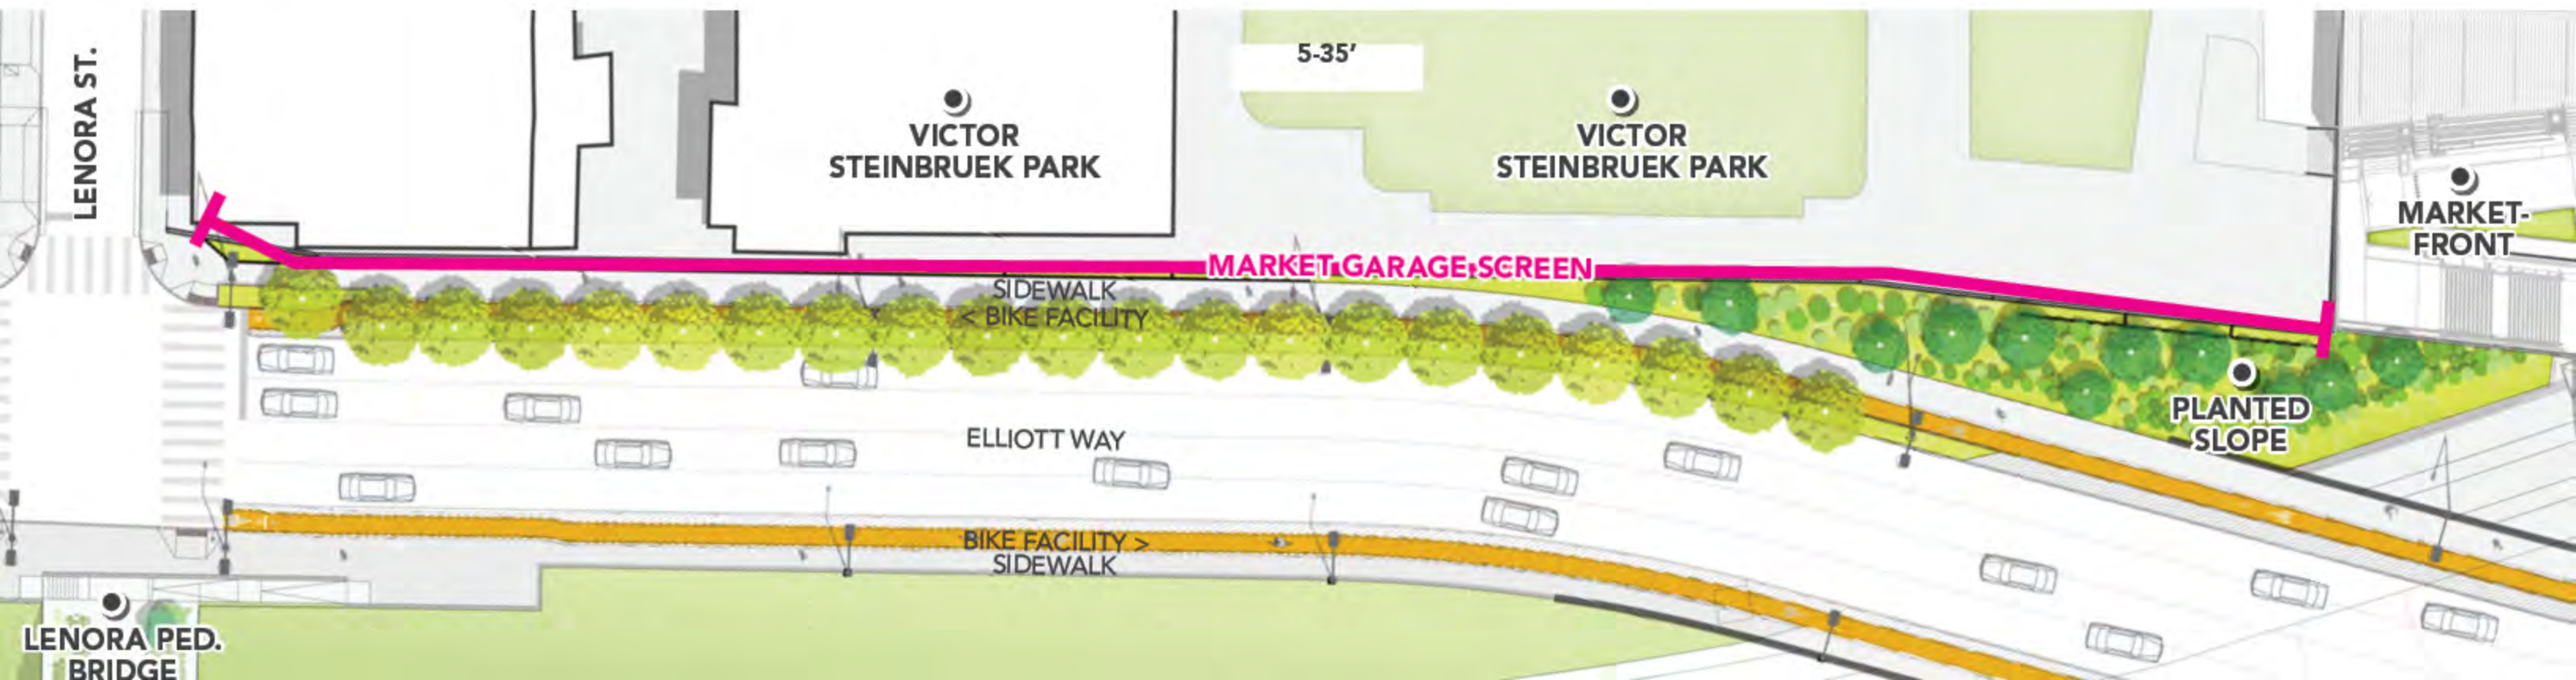 LENORA ST.
5-35’
VICTOR
STEINBRUEK PARK
VICTOR
STEINBRUEK PARK
MARKET-
FRONT
MARKET GARAGE SCREEN
SIDEWALK
< BIKE FACILITY
PLANTED
SLOPE
ELLIOTT WAY
BIKE FACILITY >
SIDEWALK
LENORA PED.
BRIDGE